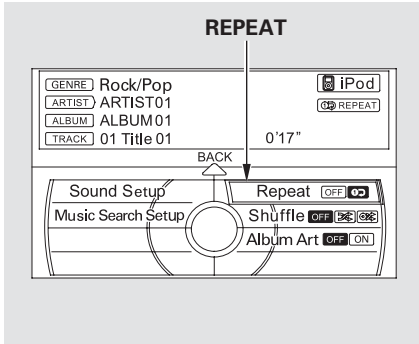 REPEAT
GENRE Rock/Pop iPod
ARTIST ARTIST01 REPEAT
ALBUM ALBUM01
TRACK 01 Title 01 0'17"
BACK
Sound Setup Repeat OFF
Music Search Setup Shuffle OFF
Album Art OFF ON